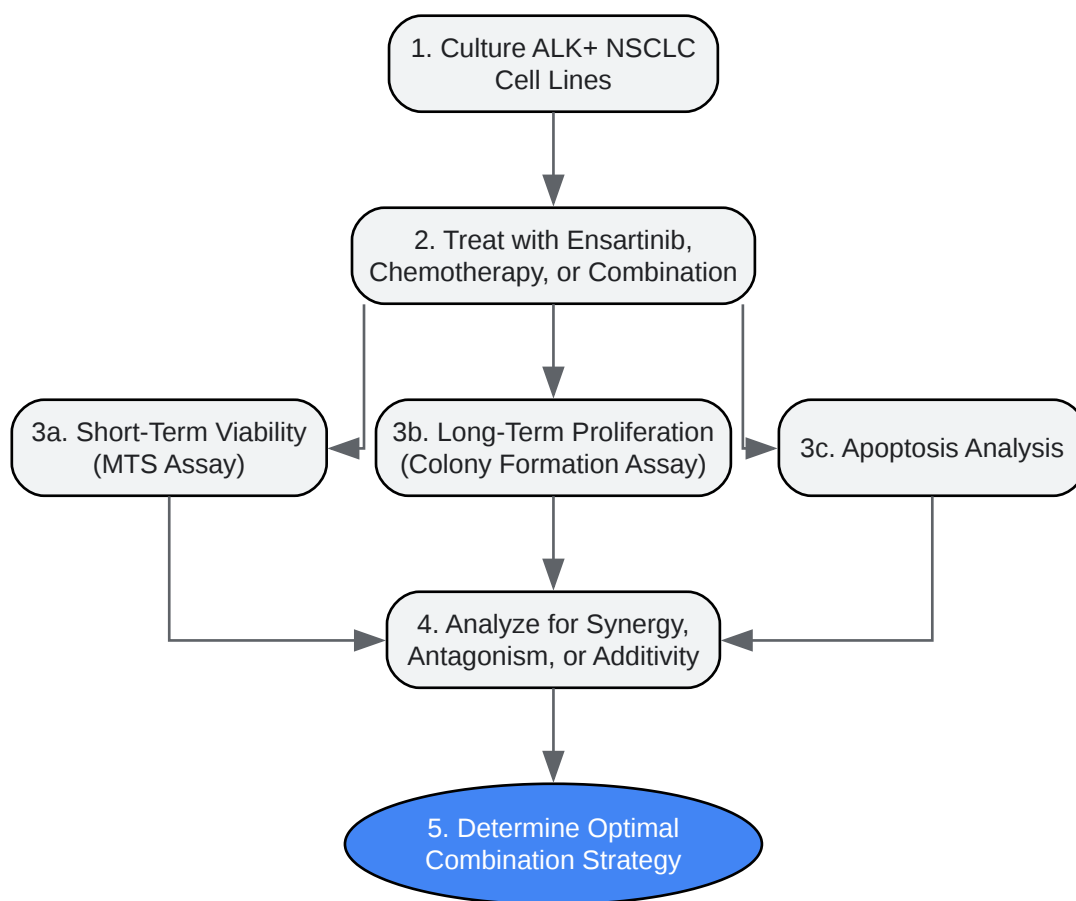 1. Culture ALK+ NSCLC
Cell Lines
2. Treat with Ensartinib,
Chemotherapy, or Combination
3a. Short-Term Viability
(MTS Assay)
3b. Long-Term Proliferation
(Colony Formation Assay)
3c. Apoptosis Analysis
4. Analyze for Synergy,
Antagonism, or Additivity
5. Determine Optimal
Combination Strategy